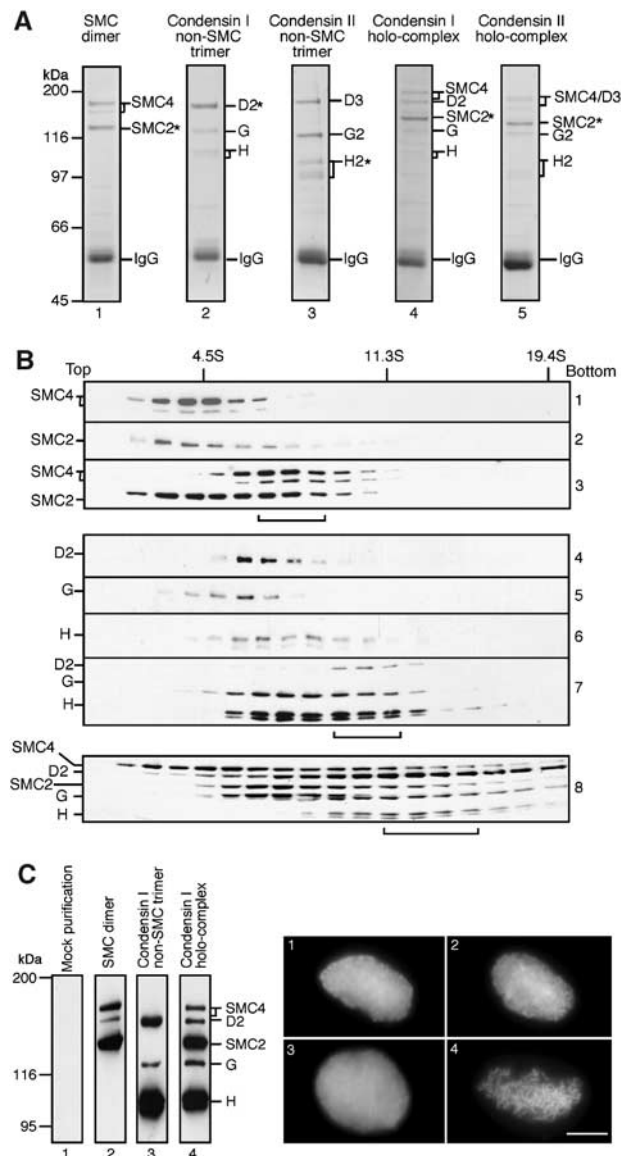 A
SMC dimer
Condensin I non-SMC trimer
Condensin II non-SMC trimer
Condensin I holo-complex
Condensin II holo-complex
kDa
200
116
97
66
45
SMC4
SMC2*
IgG
D2*
G
H
IgG
D3
G2
H2*
IgG
SMC4
D2
SMC2*
G
H
IgG
SMC4/D3
SMC2*
G2
H2
IgG
1 2 3 4 5
B
Top 4.5S 11.3S 19.4S Bottom
SMC4 1
SMC2 2
SMC4
SMC2
3
D2 4
G 5
H 6
D2
G
H
7
SMC4
D2
SMC2
G
H
8
C
Mock purification
SMC dimer
Condensin I non-SMC trimer
Condensin I holo-complex
kDa
200
116
95
SMC4
D2
SMC2
G
H
1 2 3 4
1 2
3 4